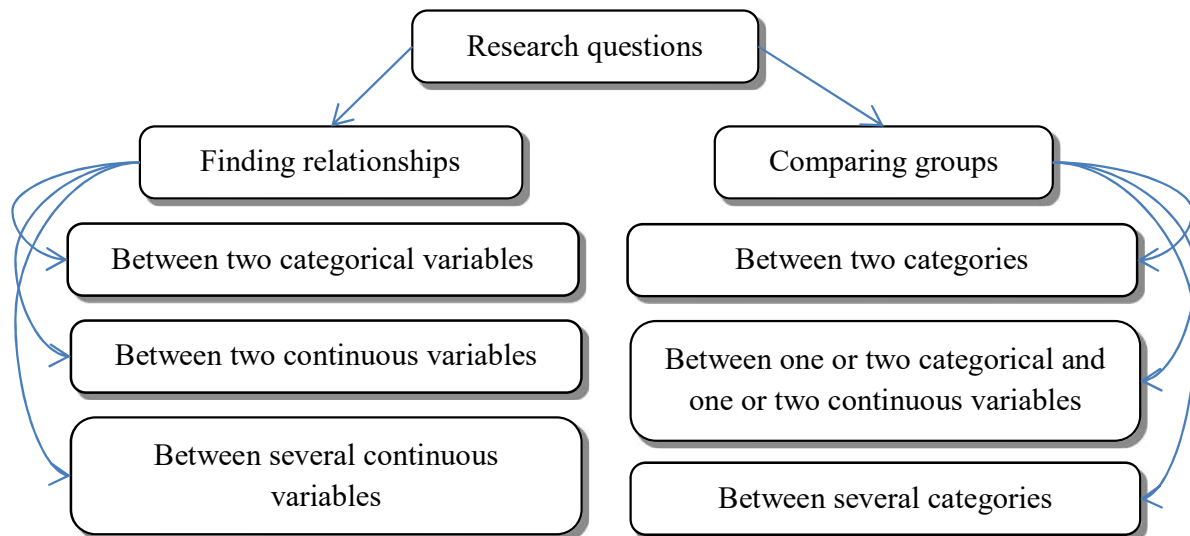 Research questions
Finding relationships
Between two categorical variables
Between two continuous variables
Between several continuous
variables
Comparing groups
Between two categories
Between one or two categorical and
one or two continuous variables
Between several categories